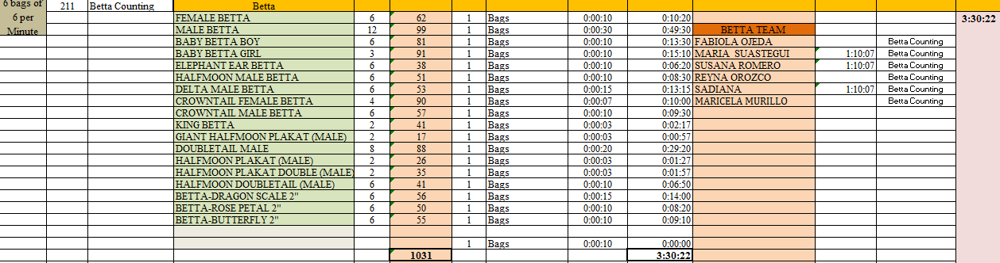 6 bags of 211 Betta Counting Betta
6 per FEMALE BETTA 6 62 1 Bags 0:00:10 0:10:20 3:30:22
Minute MALE BETTA 12 99 1 Bags 0:00:30 0:49:30 BETTA TEAM
BABY BETTA BOY 6 81 1 Bags 0:00:10 0:13:30 FABIOLA OJEDA Betta Counting
BABY BETTA GIRL 3 91 1 Bags 0:00:10 0:15:10 MARIA SUASTEGUI 1:10:07 Betta Counting
ELEPHANT EAR BETTA 6 38 1 Bags 0:00:10 0:06:20 SUSANA ROMERO 1:10:07 Betta Counting
HALFMOON MALE BETTA 6 51 1 Bags 0:00:10 0:08:30 REYNA OROZCO Betta Counting
DELTA MALE BETTA 6 53 1 Bags 0:00:15 0:13:15 SADIANA 1:10:07 Betta Counting
CROWNTAIL FEMALE BETTA 4 90 1 Bags 0:00:07 0:10:00 MARICELA MURILLO Betta Counting
CROWNTAIL MALE BETTA 6 57 1 Bags 0:00:10 0:09:30
KING BETTA 2 41 1 Bags 0:00:03 0:02:17
GIANT HALFMOON PLAKAT (MALE) 2 17 1 Bags 0:00:03 0:00:57
DOUBLETAIL MALE 8 88 1 Bags 0:00:20 0:29:20
HALFMOON PLAKAT (MALE) 2 26 1 Bags 0:00:03 0:01:27
HALFMOON PLAKAT DOUBLE (MALE) 2 35 1 Bags 0:00:03 0:01:57
HALFMOON DOUBLETAIL (MALE) 6 41 1 Bags 0:00:10 0:06:50
BETTA-DRAGON SCALE 2" 6 56 1 Bags 0:00:15 0:14:00
BETTA-ROSE PETAL 2" 6 50 1 Bags 0:00:10 0:08:20
BETTA-BUTTERFLY 2" 6 55 1 Bags 0:00:10 0:09:10
1 Bags 0:00:10 0:00:00
1031 3:30:22